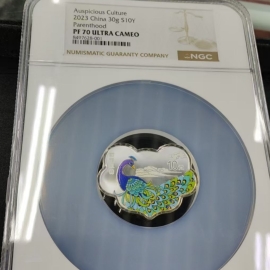 Auspicious Culture
2023 China 30g S10Y
Parenthood
PF 70 ULTRA CAMEO
NUMISMATIC GUARANTY COMPANY
NGC